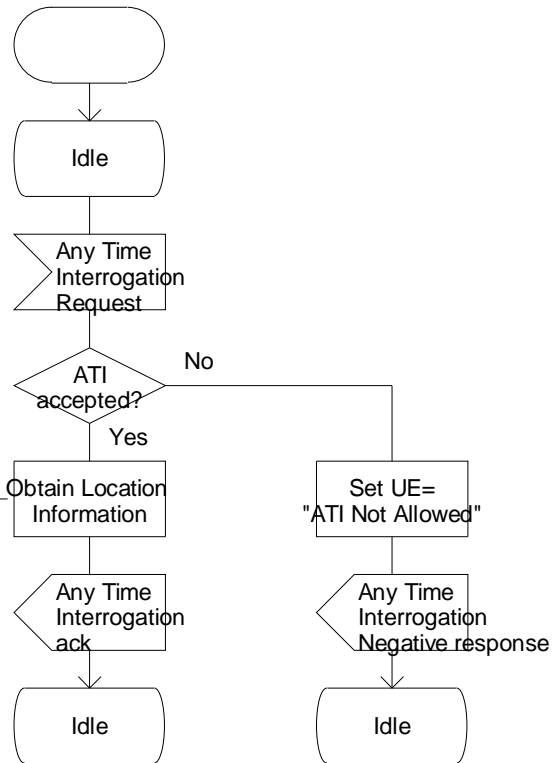 Idle
Any Time
Interrogation
Request
ATI
accepted?
No
Yes
_Obtain Location
Information
Set UE=
"ATI Not Allowed"
Any Time
Interrogation
ack
Any Time
Interrogation
Negative response
Idle
Idle